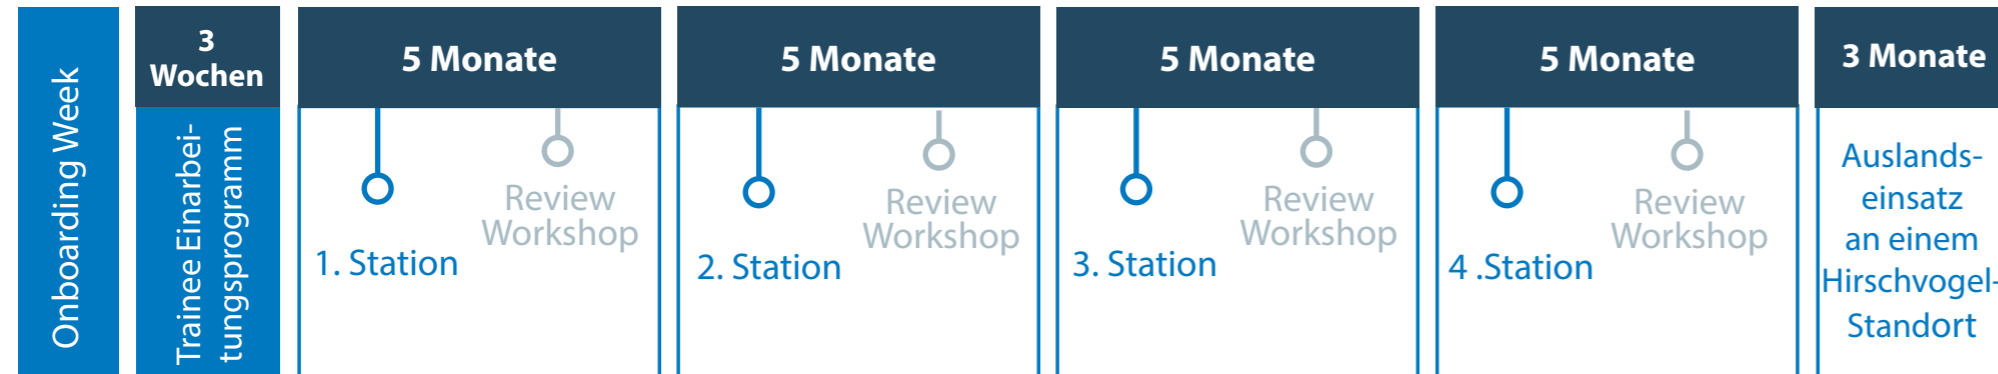 Onboarding Week
3
Wochen
Trainee Einarbei-
tungsprogramm
5 Monate
1. Station
Review
Workshop
5 Monate
2. Station
Review
Workshop
5 Monate
3. Station
Review
Workshop
5 Monate
4 .Station
Review
Workshop
3 Monate
Auslands-
einsatz
an einem
Hirschvogel-
Standort